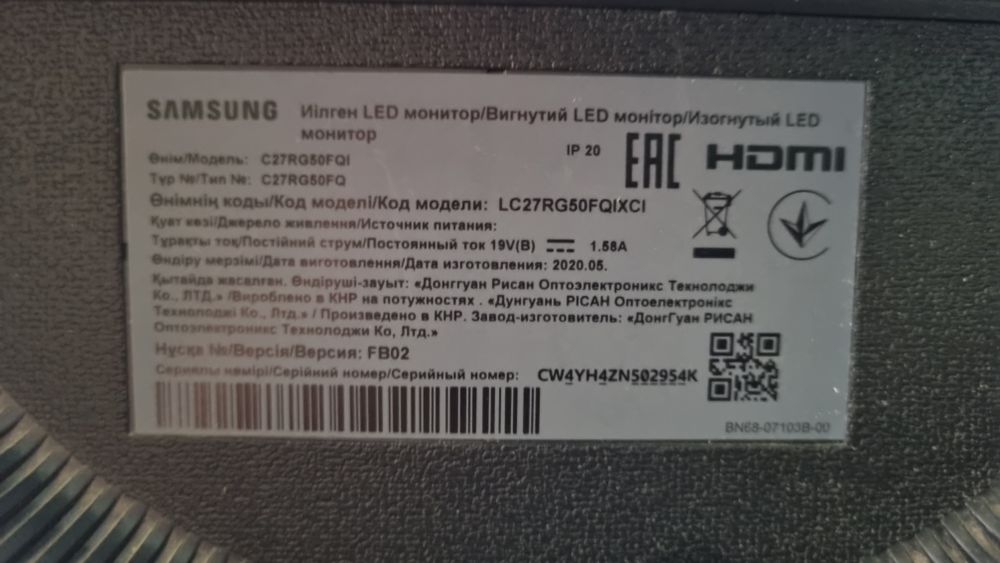 SAMSUNG
Иілген LED монитор/Вигнутий LED монітор/Изогнутый LED
монитор
IP 20
EAC
HDMI
Өнім/Модель: C27RG50FQI
Түр №/Тип №: C27RG50FQ
Өнімнің коды/Код моделі/Код модели: LC27RG50FQIXCI
Қуат көзі/Джерело живлення/Источник питания:
Тұрақты ток/Постійний струм/Постоянный ток 19V(B) 1.58A
Өндіру мерзімі/Дата виготовлення/Дата изготовления: 2020.05.
Қытайда жасалған. Өндіруші-зауыт: «Донггуан Рисан Оптоэлектроникс Технолоджи
Ко., ЛТД.» /Вироблено в КНР на потужностях . «Дунгуань РІСАН Оптоелектронікс
Технолоджі Ко., Лтд.» / Произведено в КНР. Завод-изготовитель: «ДонгГуан РИСАН
Оптоэлектроникс Технолоджи Ко, Лтд.»
Нұсқа №/Версія/Версия: FB02
Сериялы нөмірі/Серійний номер/Серийный номер: CW4YH4ZN502954K
BN68-07103B-00